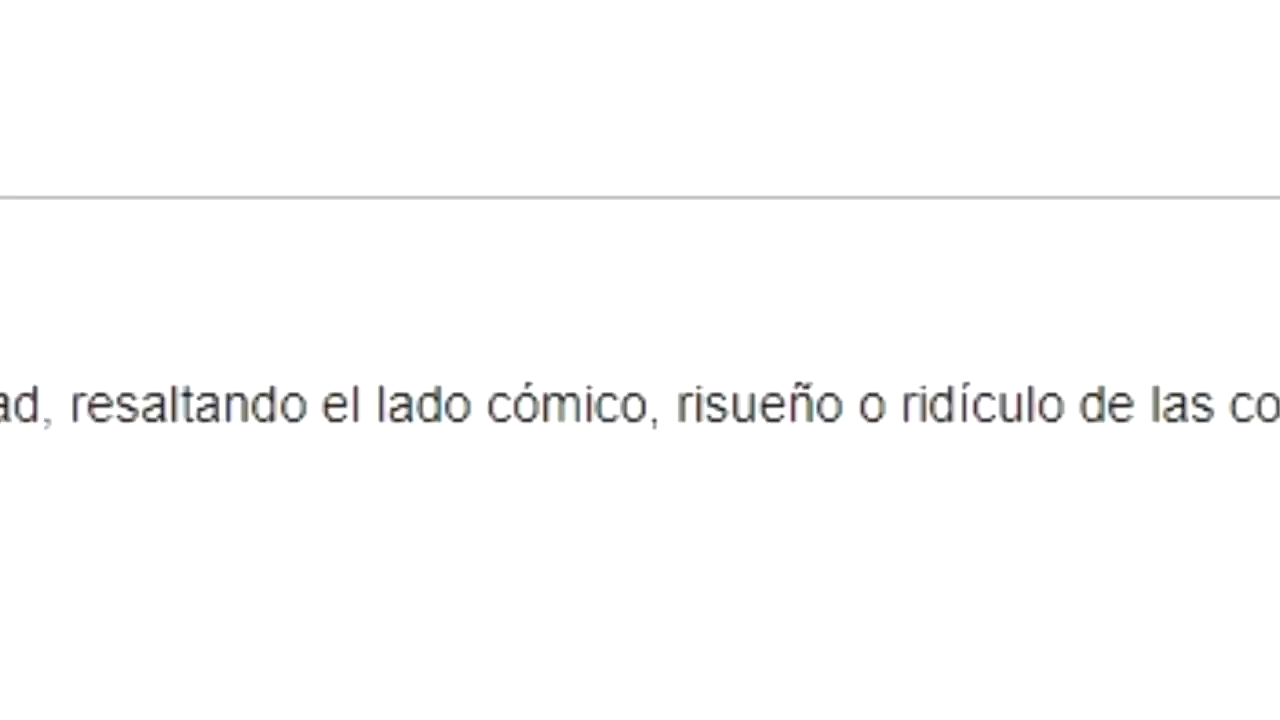 ad, resaltando el lado cómico, risueño o ridículo de las co